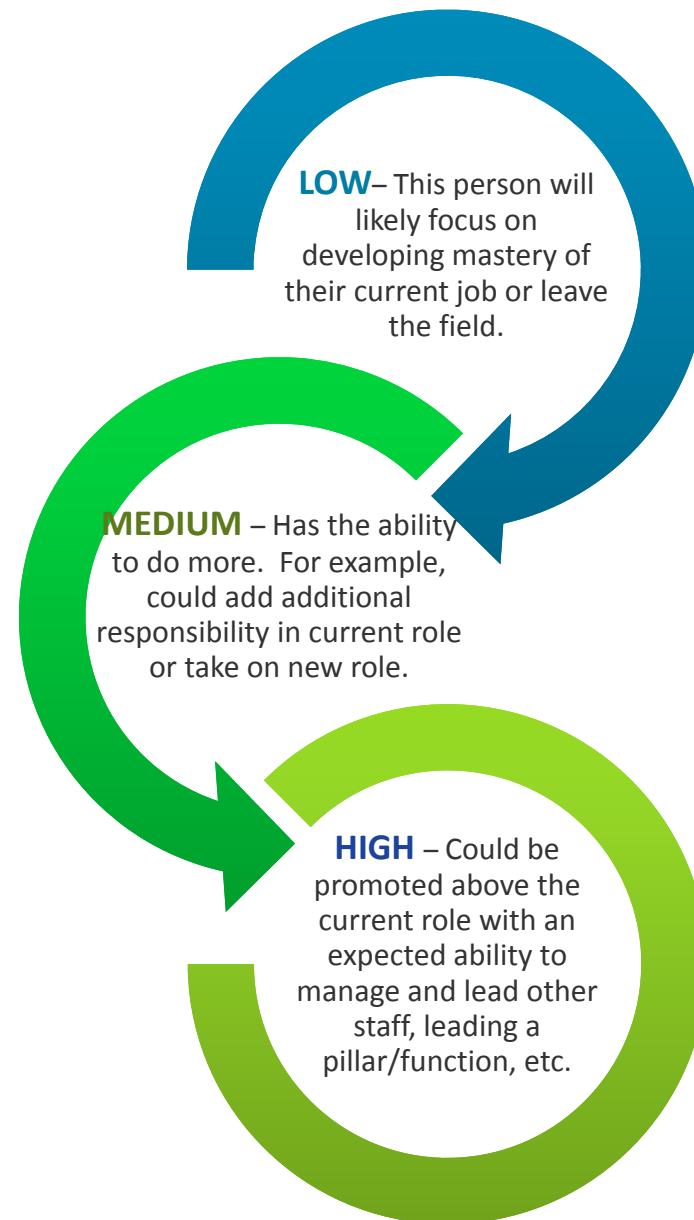 LOW– This person will
likely focus on
developing mastery of
their current job or leave
the field.
MEDIUM – Has the ability
to do more.  For example,
could add additional
responsibility in current role
or take on new role.
HIGH – Could be
promoted above the
current role with an
expected ability to
manage and lead other
staff, leading a
pillar/function, etc.